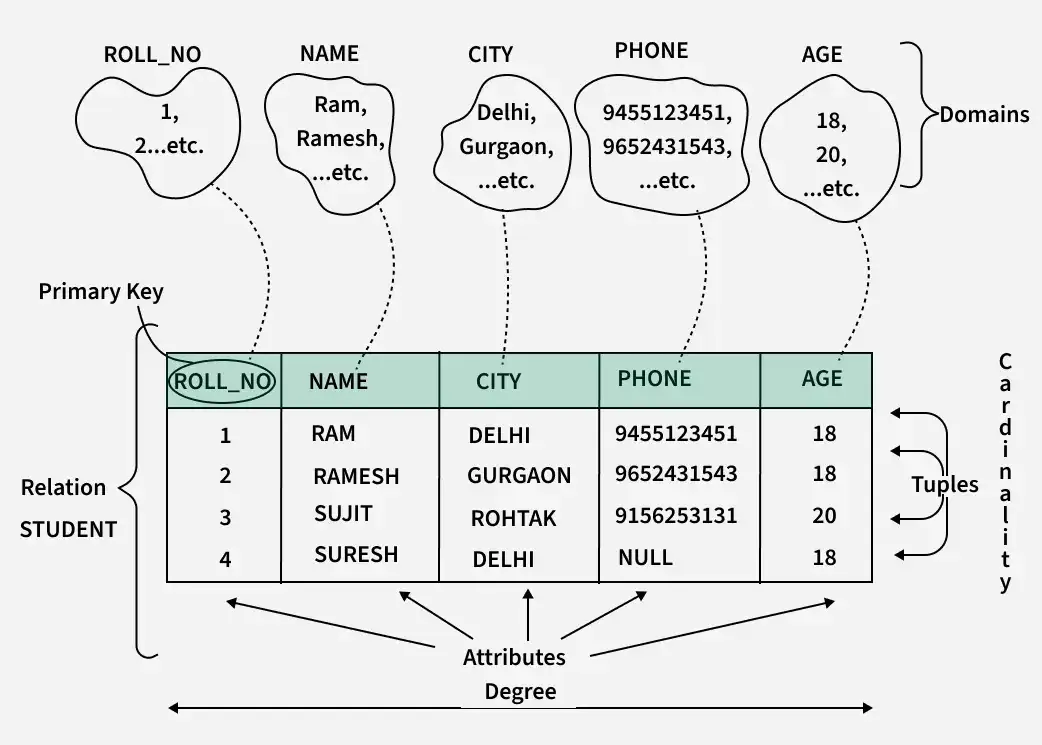 ROLL_NO NAME CITY PHONE AGE
1,
2...etc.
Ram,
Ramesh,
...etc.
Delhi,
Gurgaon,
...etc.
9455123451,
9652431543,
...etc.
18,
20,
...etc.
Domains
Primary Key
ROLL_NO NAME CITY PHONE AGE
1 RAM DELHI 9455123451 18
2 RAMESH GURGAON 9652431543 18
3 SUJIT ROHTAK 9156253131 20
4 SURESH DELHI NULL 18
Relation
STUDENT
Tuples
Cardinality
Attributes
Degree